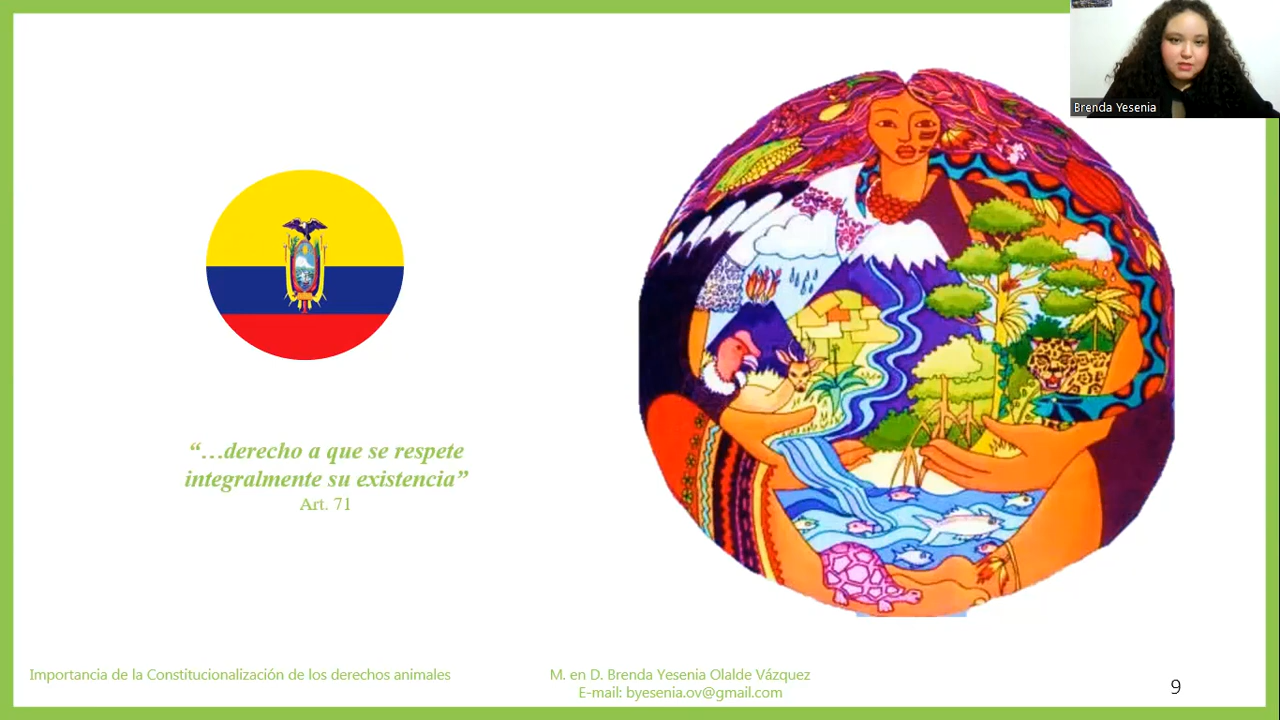 Brenda Yesenia
“…derecho a que se respete
integralmente su existencia”
Art. 71
Importancia de la Constitucionalización de los derechos animales
M. en D. Brenda Yesenia Olalde Vázquez
E-mail: byesenia.ov@gmail.com
9